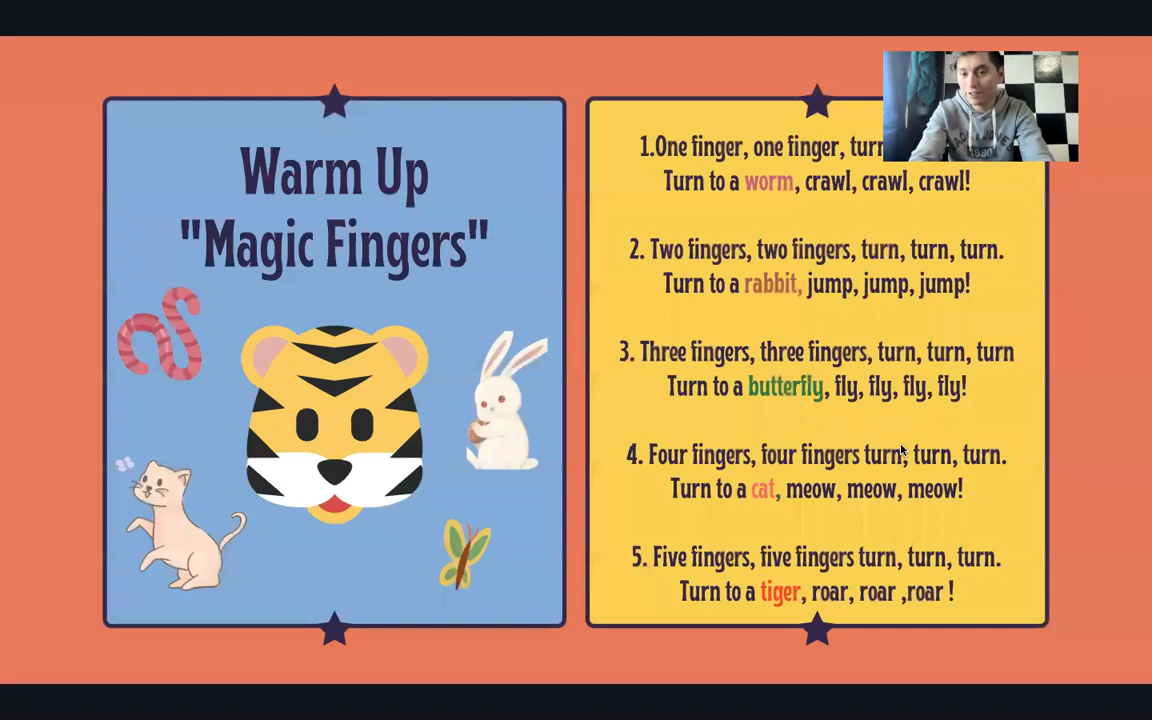 Warm Up
"Magic Fingers"
1.One finger, one finger, turn
Turn to a worm, crawl, crawl, crawl!
2. Two fingers, two fingers, turn, turn, turn.
Turn to a rabbit, jump, jump, jump!
3. Three fingers, three fingers, turn, turn, turn
Turn to a butterfly, fly, fly, fly, fly!
4. Four fingers, four fingers turn, turn, turn.
Turn to a cat, meow, meow, meow!
5. Five fingers, five fingers turn, turn, turn.
Turn to a tiger, roar, roar ,roar !